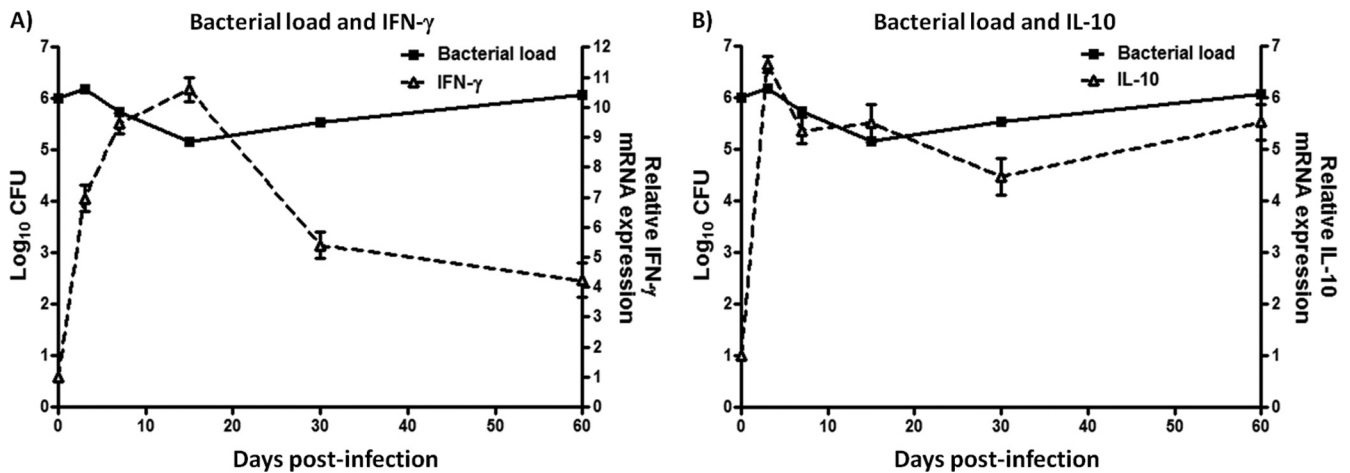 A)
Bacterial load and IFN-γ
7
6
5
4
3
2
1
0
Log10 CFU
Bacterial load
IFN-γ
12
11
10
9
8
7
6
5
4
3
2
1
0
Relative IFN-γ
mRNA expression
0 10 20 30 40 50 60
Days post-infection
B)
Bacterial load and IL-10
7
6
5
4
3
2
1
0
Log10 CFU
Bacterial load
IL-10
7
6
5
4
3
2
1
0
Relative IL-10
mRNA expression
0 10 20 30 40 50 60
Days post-infection